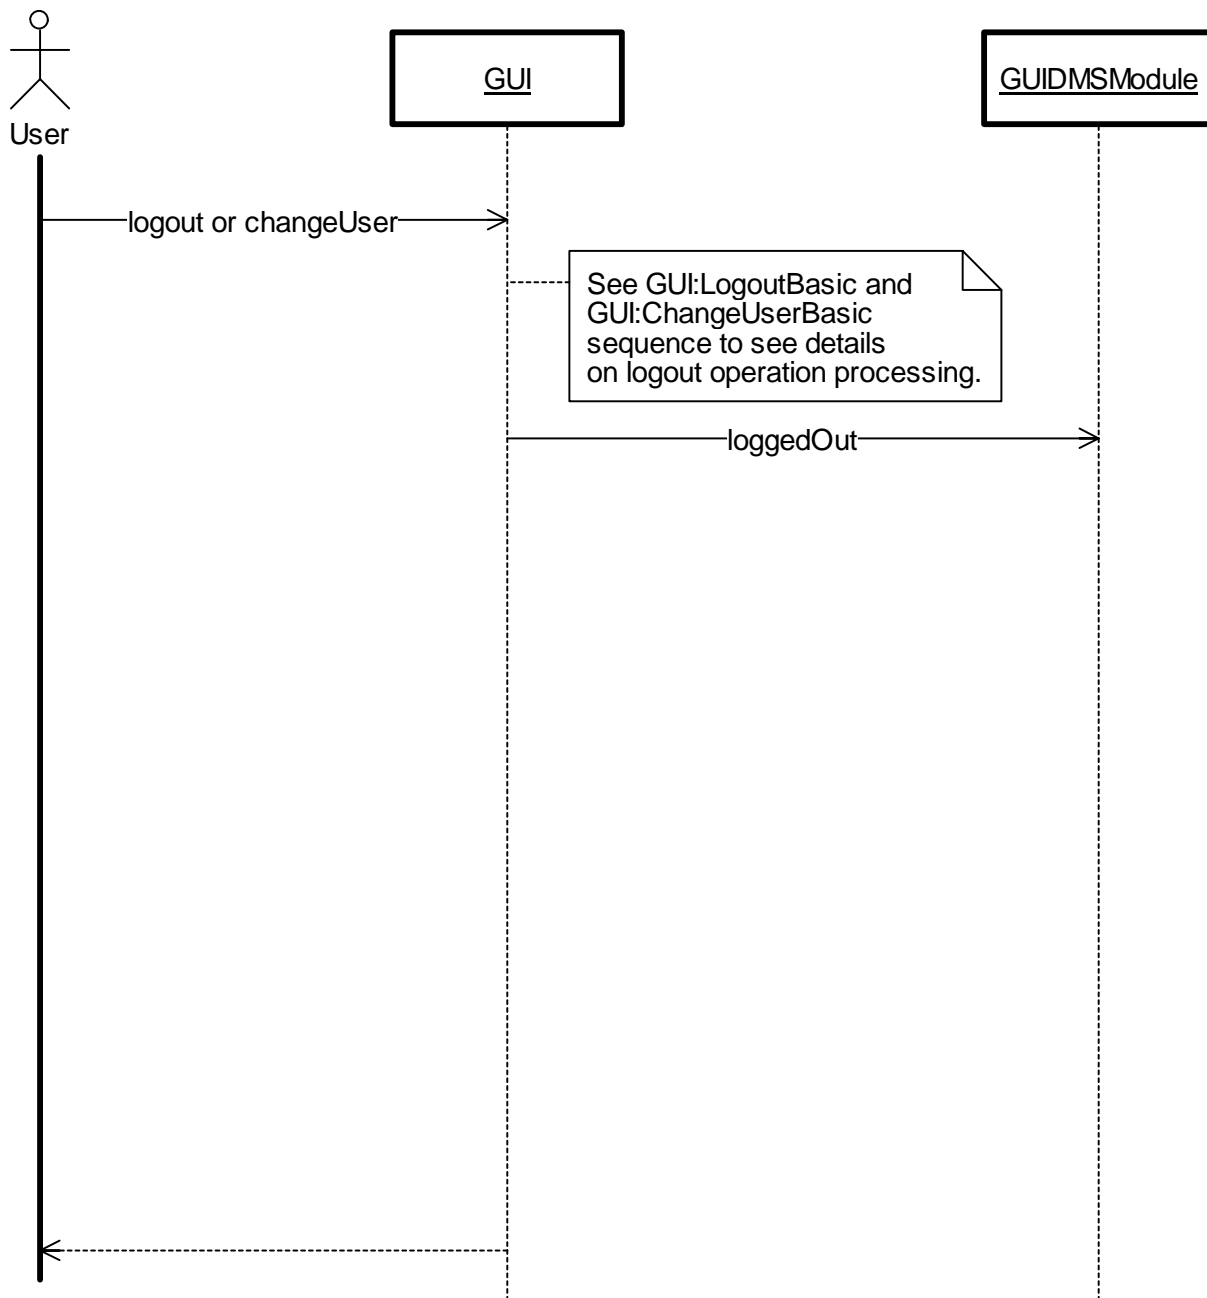 User
GUI
GUIDMSModule
logout or changeUser
See GUI:LogoutBasic and
GUI:ChangeUserBasic
sequence to see details
on logout operation processing.
loggedOut